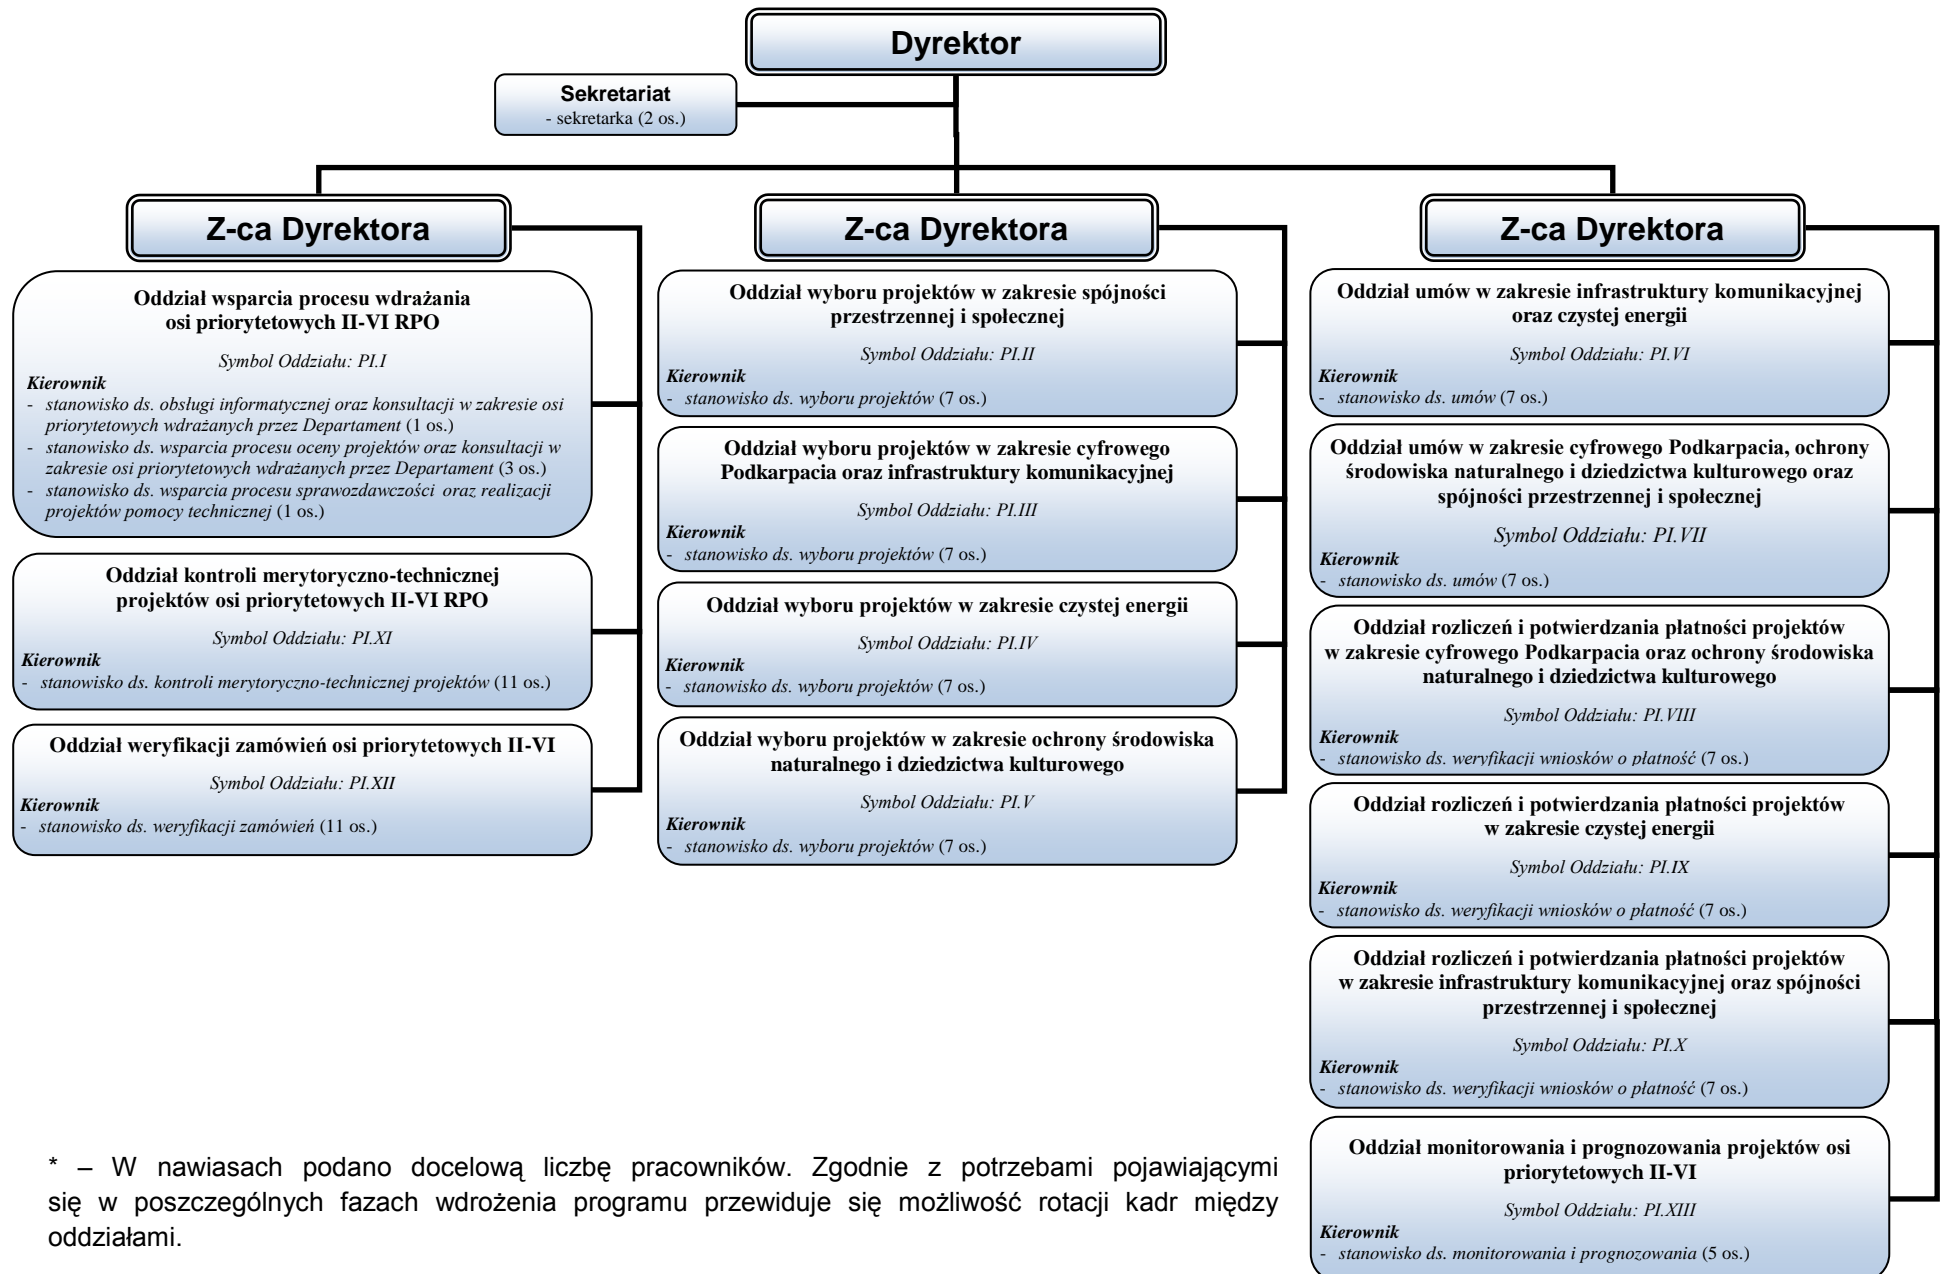 Dyrektor
Sekretariat
- sekretarka (2 os.)
Z-ca Dyrektora
Oddział wsparcia procesu wdrażania
osi priorytetowych II-VI RPO
Symbol Oddziału: PI.I
Kierownik
- stanowisko ds. obsługi informatycznej oraz konsultacji w zakresie osi
priorytetowych wdrażanych przez Departament (1 os.)
- stanowisko ds. wsparcia procesu oceny projektów oraz konsultacji w
zakresie osi priorytetowych wdrażanych przez Departament (3 os.)
- stanowisko ds. wsparcia procesu sprawozdawczości oraz realizacji
projektów pomocy technicznej (1 os.)
Oddział kontroli merytoryczno-technicznej
projektów osi priorytetowych II-VI RPO
Symbol Oddziału: PI.XI
Kierownik
- stanowisko ds. kontroli merytoryczno-technicznej projektów (11 os.)
Oddział weryfikacji zamówień osi priorytetowych II-VI
Symbol Oddziału: PI.XII
Kierownik
- stanowisko ds. weryfikacji zamówień (11 os.)
Z-ca Dyrektora
Oddział wyboru projektów w zakresie spójności
przestrzennej i społecznej
Symbol Oddziału: PI.II
Kierownik
- stanowisko ds. wyboru projektów (7 os.)
Oddział wyboru projektów w zakresie cyfrowego
Podkarpacia oraz infrastruktury komunikacyjnej
Symbol Oddziału: PI.III
Kierownik
- stanowisko ds. wyboru projektów (7 os.)
Oddział wyboru projektów w zakresie czystej energii
Symbol Oddziału: PI.IV
Kierownik
- stanowisko ds. wyboru projektów (7 os.)
Oddział wyboru projektów w zakresie ochrony środowiska
naturalnego i dziedzictwa kulturowego
Symbol Oddziału: PI.V
Kierownik
- stanowisko ds. wyboru projektów (7 os.)
Z-ca Dyrektora
Oddział umów w zakresie infrastruktury komunikacyjnej
oraz czystej energii
Symbol Oddziału: PI.VI
Kierownik
- stanowisko ds. umów (7 os.)
Oddział umów w zakresie cyfrowego Podkarpacia, ochrony
środowiska naturalnego i dziedzictwa kulturowego oraz
spójności przestrzennej i społecznej
Symbol Oddziału: PI.VII
Kierownik
- stanowisko ds. umów (7 os.)
Oddział rozliczeń i potwierdzania płatności projektów
w zakresie cyfrowego Podkarpacia oraz ochrony środowiska
naturalnego i dziedzictwa kulturowego
Symbol Oddziału: PI.VIII
Kierownik
- stanowisko ds. weryfikacji wniosków o płatność (7 os.)
Oddział rozliczeń i potwierdzania płatności projektów
w zakresie czystej energii
Symbol Oddziału: PI.IX
Kierownik
- stanowisko ds. weryfikacji wniosków o płatność (7 os.)
Oddział rozliczeń i potwierdzania płatności projektów
w zakresie infrastruktury komunikacyjnej oraz spójności
przestrzennej i społecznej
Symbol Oddziału: PI.X
Kierownik
- stanowisko ds. weryfikacji wniosków o płatność (7 os.)
Oddział monitorowania i prognozowania projektów osi
priorytetowych II-VI
Symbol Oddziału: PI.XIII
Kierownik
- stanowisko ds. monitorowania i prognozowania (5 os.)
* – W nawiasach podano docelową liczbę pracowników. Zgodnie z potrzebami pojawiającymi
się w poszczególnych fazach wdrożenia programu przewiduje się możliwość rotacji kadr między
oddziałami.